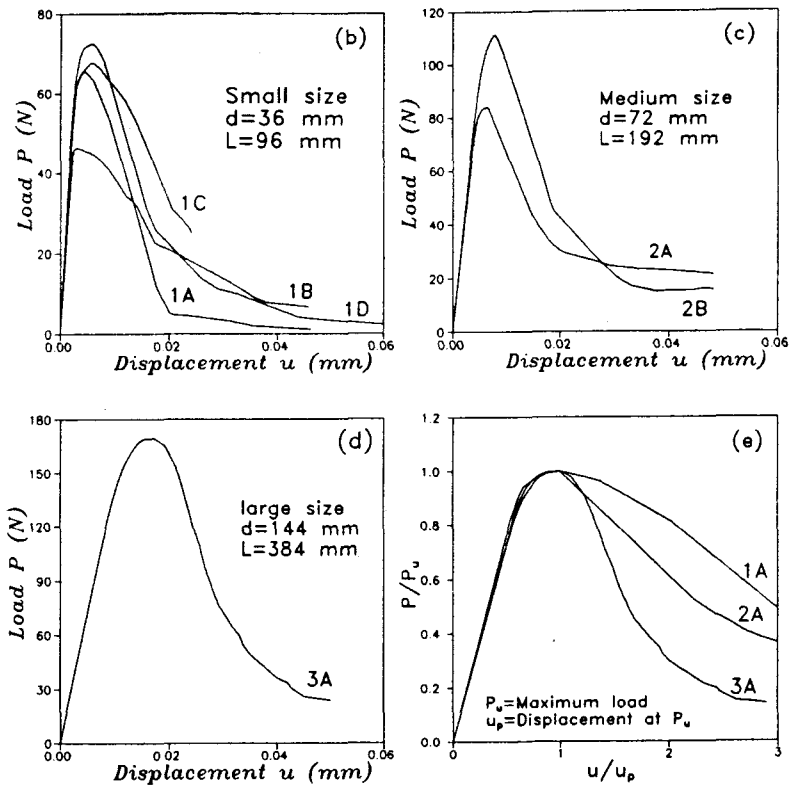 (b)
Small size
d=36 mm
L=96 mm
Load P (N)
80
60
40
20
0
1C
1A
1B
1D
0.00
0.02
0.04
0.06
Displacement u (mm)
(c)
Medium size
d=72 mm
L=192 mm
Load P (N)
120
100
80
60
40
20
0
2A
2B
0.00
0.02
0.04
0.06
Displacement u (mm)
(d)
large size
d=144 mm
L=384 mm
Load P (N)
180
150
120
90
60
30
0
3A
0.00
0.02
0.04
0.06
Displacement u (mm)
(e)
P/Pu
1.2
1.0
0.8
0.6
0.4
0.2
0.0
1A
2A
3A
Pu=Maximum load
up=Displacement at Pu
0
1
2
3
u/up